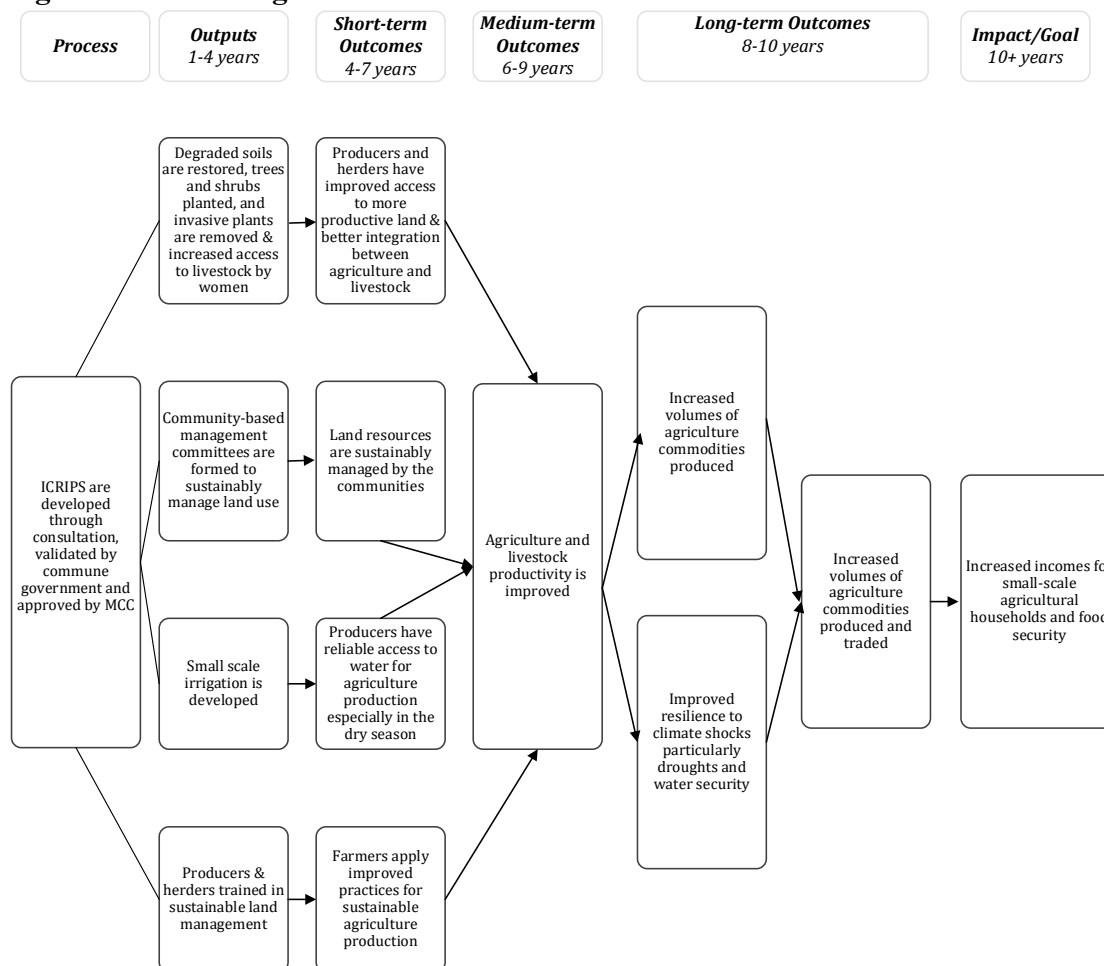 Process
Outputs
1-4 years
Short-term
Outcomes
4-7 years
Medium-term
Outcomes
6-9 years
Long-term Outcomes
8-10 years
Impact/Goal
10+ years
Degraded soils
are restored, trees
and shrubs
planted, and
invasive plants
are removed &
increased access
to livestock by
women
Producers and
herders have
improved access
to more
productive land &
better integration
between
agriculture and
livestock
ICRIPS are
developed
through
consultation,
validated by
commune
government and
approved by MCC
Community-based
management
committees are
formed to
sustainably
manage land use
Land resources
are sustainably
managed by the
communities
Small scale
irrigation is
developed
Producers have
reliable access to
water for
agriculture
production
especially in the
dry season
Producers &
herders trained in
sustainable land
management
Farmers apply
improved
practices for
sustainable
agriculture
production
Agriculture and
livestock
productivity is
improved
Increased
volumes of
agriculture
commodities
produced
Improved
resilience to
climate shocks
particularly
droughts and
water security
Increased
volumes of
agriculture
commodities
produced and
traded
Increased incomes fo
small-scale
agricultural
households and food
security